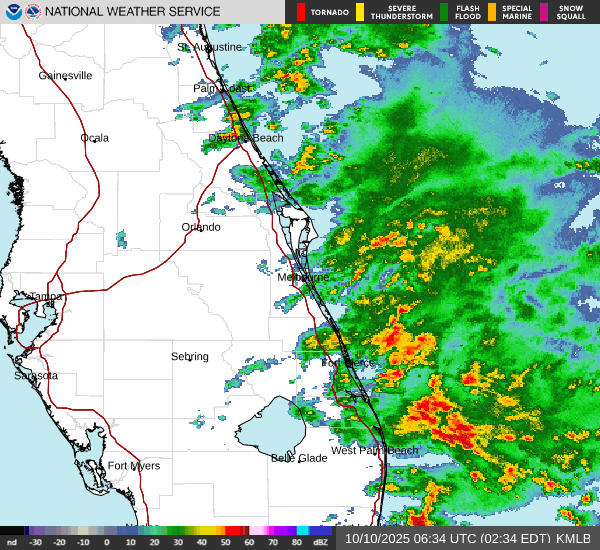 NATIONAL WEATHER SERVICE
TORNADO
SEVERE THUNDERSTORM
FLASH FLOOD
SPECIAL MARINE
SNOW SQUALL
St. Augustine
Gainesville
Palm Coast
Ocala
Daytona Beach
Orlando
Melbourne
Tampa
Sebring
Fort Pierce
Sarasota
West Palm Beach
Belle Glade
Fort Myers
nd -30 -20 -10 0 10 20 30 40 50 60 70 80 dBZ
10/10/2025 06:34 UTC (02:34 EDT) KMLB